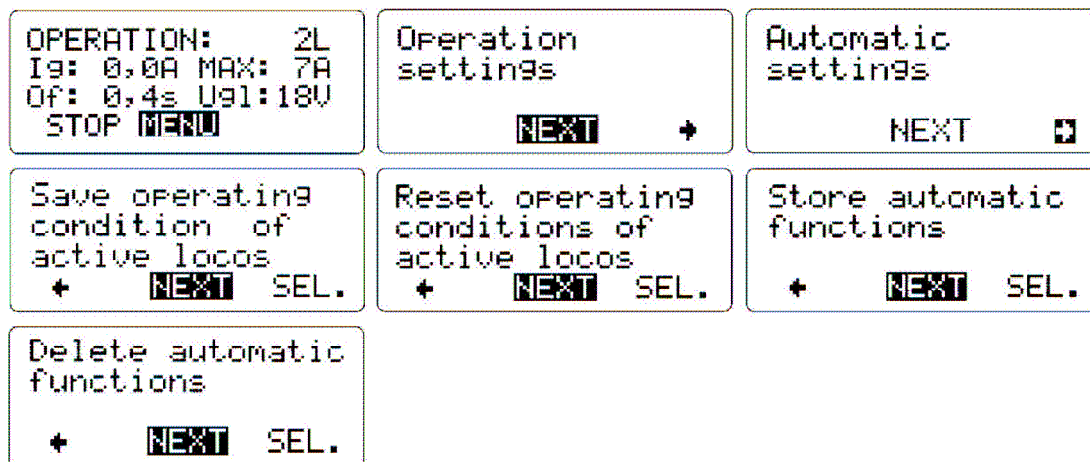 OPERATION: 2L
Ig: 0,0A MAX: 7A
Of: 0,4s Ugl:18V
STOP MENU
Operation
settings
NEXT →
Automatic
settings
NEXT →
Save operating
condition of
active locos
← NEXT SEL.
Reset operating
conditions of
active locos
← NEXT SEL.
Store automatic
functions
← NEXT SEL.
Delete automatic
functions
← NEXT SEL.